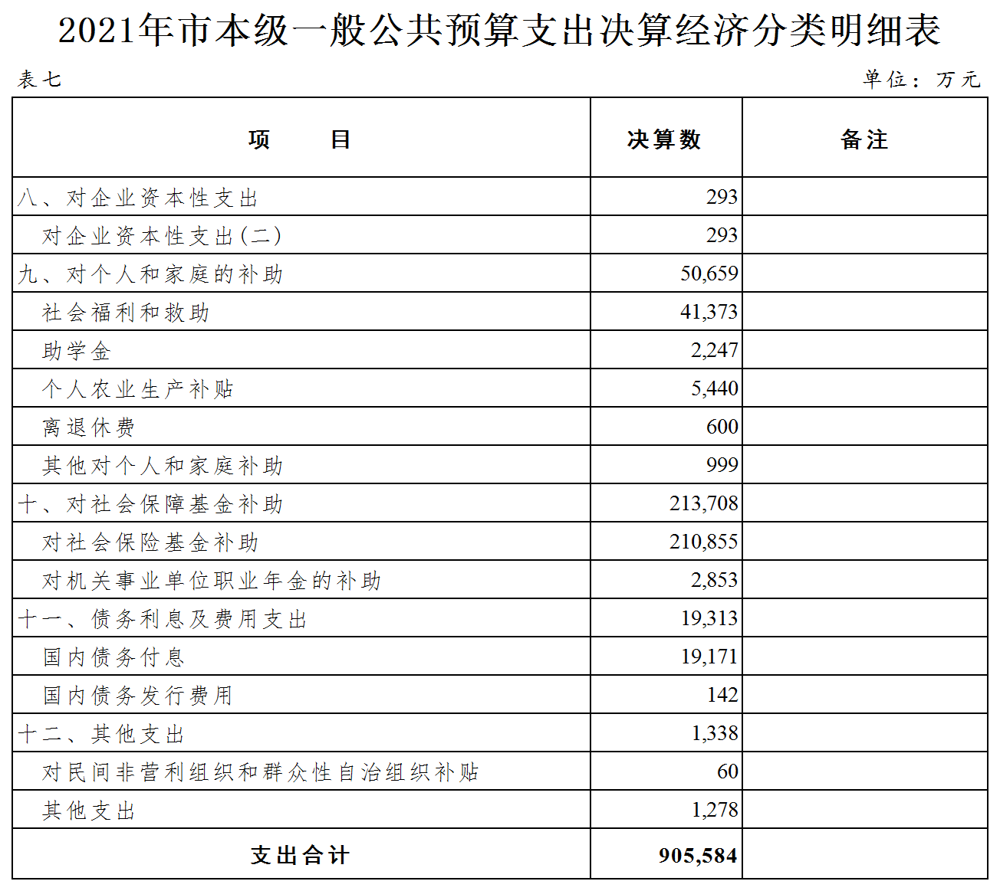 2021年市本级一般公共预算支出决算经济分类明细表
表七 单位：万元
项 目 决算数 备注
八、对企业资本性支出 293
对企业资本性支出(二) 293
九、对个人和家庭的补助 50,659
社会福利和救助 41,373
助学金 2,247
个人农业生产补贴 5,440
离退休费 600
其他对个人和家庭补助 999
十、对社会保障基金补助 213,708
对社会保险基金补助 210,855
对机关事业单位职业年金的补助 2,853
十一、债务利息及费用支出 19,313
国内债务付息 19,171
国内债务发行费用 142
十二、其他支出 1,338
对民间非营利组织和群众性自治组织补贴 60
其他支出 1,278
支出合计 905,584